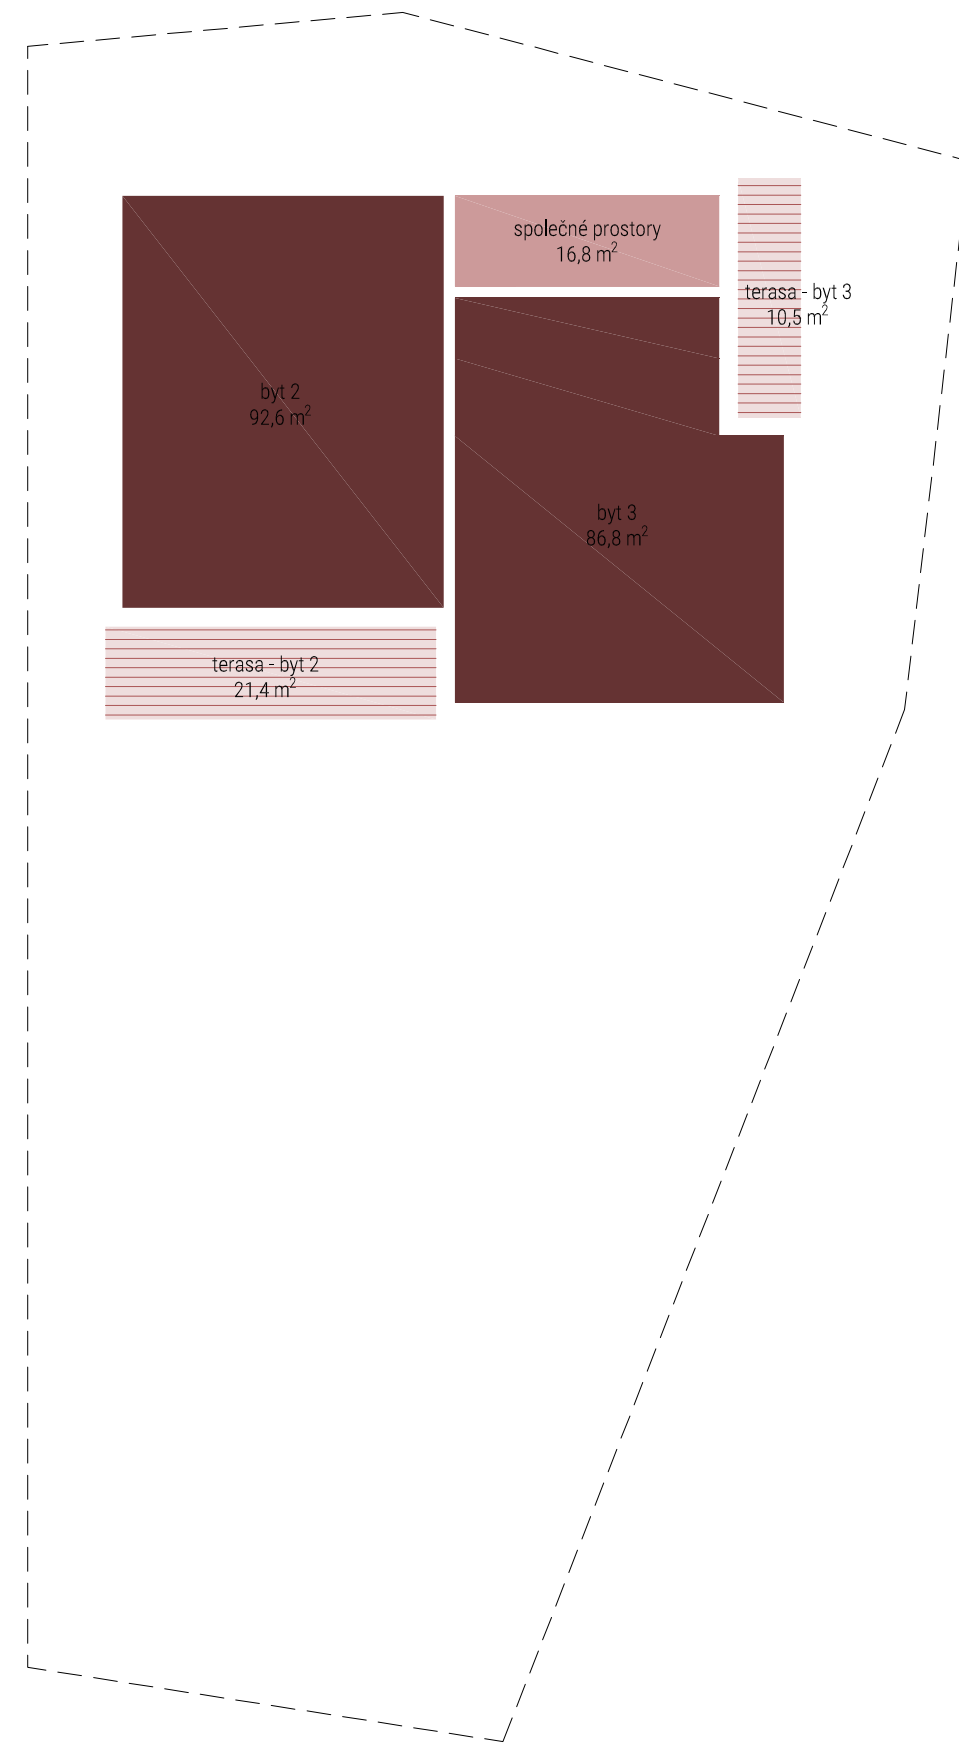 společné prostory
16,8 m²
terasa - byt 3
10,5 m²
byt 2
92,6 m²
byt 3
86,8 m²
terasa - byt 2
21,4 m²